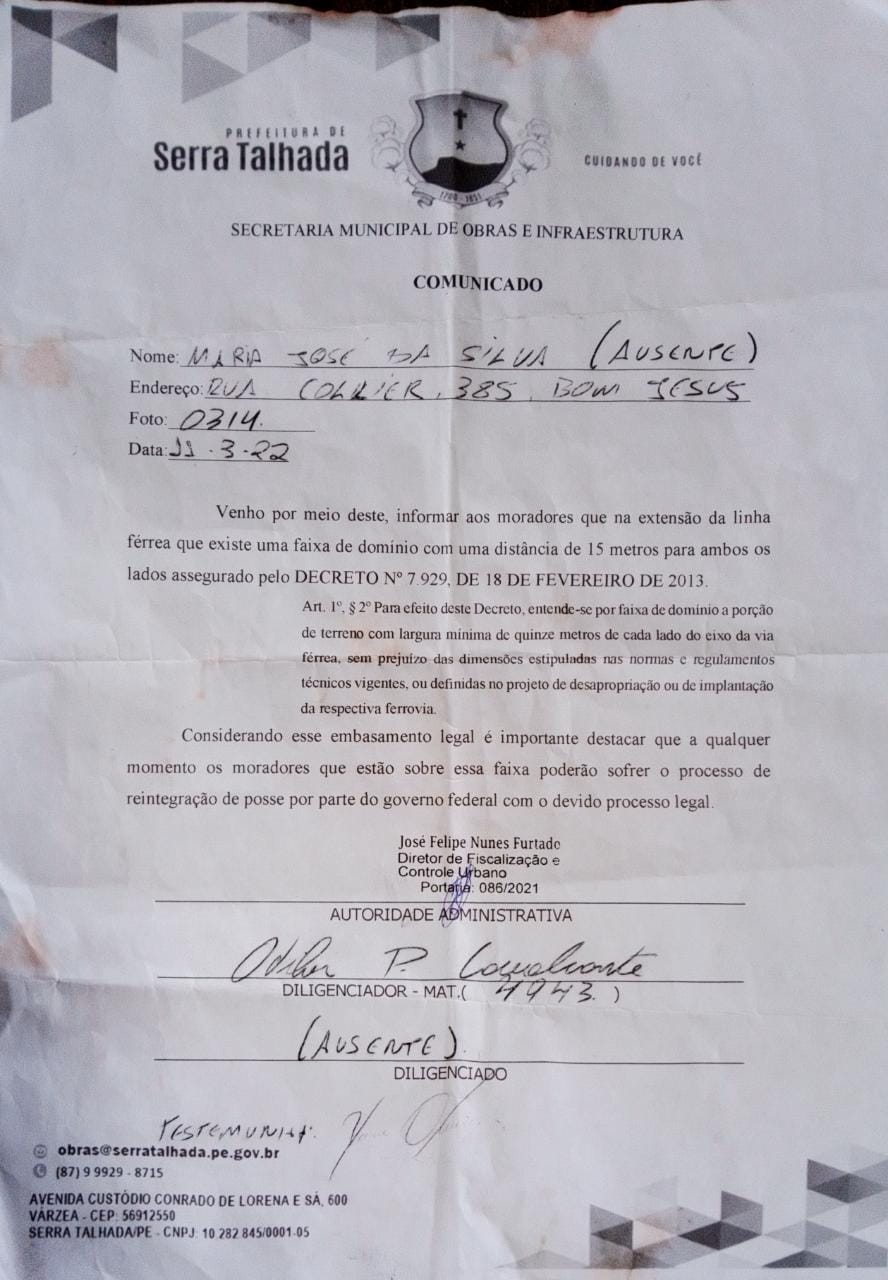 PREFEITURA DE
Serra Talhada
CUIDANDO DE VOCÊ
SECRETARIA MUNICIPAL DE OBRAS E INFRAESTRUTURA
COMUNICADO
Nome: MARIA JOSÉ DA SILVA (AUSENTE)
Endereço: RUA COLLIER, 385, BOM JESUS
Foto: 0314.
Data: 11.3-22
Venho por meio deste, informar aos moradores que na extensão da linha
férrea que existe uma faixa de domínio com uma distância de 15 metros para ambos os
lados assegurado pelo DECRETO Nº 7.929, DE 18 DE FEVEREIRO DE 2013.
Art. 1º, § 2º Para efeito deste Decreto, entende-se por faixa de domínio a porção
de terreno com largura mínima de quinze metros de cada lado do eixo da via
férrea, sem prejuízo das dimensões estipuladas nas normas e regulamentos
técnicos vigentes, ou definidas no projeto de desapropriação ou de implantação
da respectiva ferrovia.
Considerando esse embasamento legal é importante destacar que a qualquer
momento os moradores que estão sobre essa faixa poderão sofrer o processo de
reintegração de posse por parte do governo federal com o devido processo legal.
José Felipe Nunes Furtado
Diretor de Fiscalização e
Controle Urbano
Portaria: 086/2021
AUTORIDADE ADMINISTRATIVA
P. Cavalcante
DILIGENCIADOR - MAT.( 4943. )
(AUSENTE).
DILIGENCIADO
TESTEMUNHA:
obras@serratalhada.pe.gov.br
(87) 9 9929 - 8715
AVENIDA CUSTÓDIO CONRADO DE LORENA E SÁ, 600
VÁRZEA - CEP: 56912550
SERRA TALHADA/PE - CNPJ: 10 282 845/0001-05